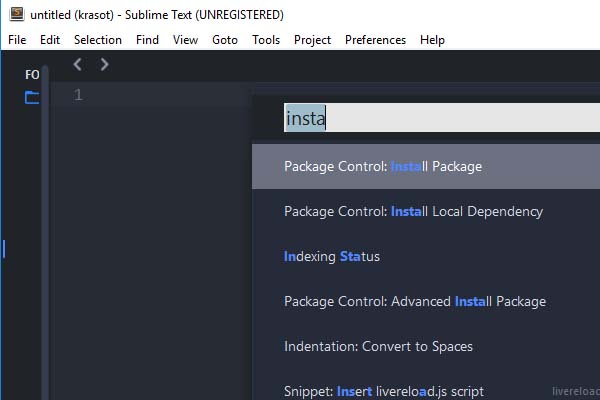 untitled (krasot) - Sublime Text (UNREGISTERED)
File Edit Selection Find View Goto Tools Project Preferences Help
FO
1
insta
Package Control: Install Package
Package Control: Install Local Dependency
Indexing Status
Package Control: Advanced Install Package
Indentation: Convert to Spaces
Snippet: Insert livereload.js script
livereload